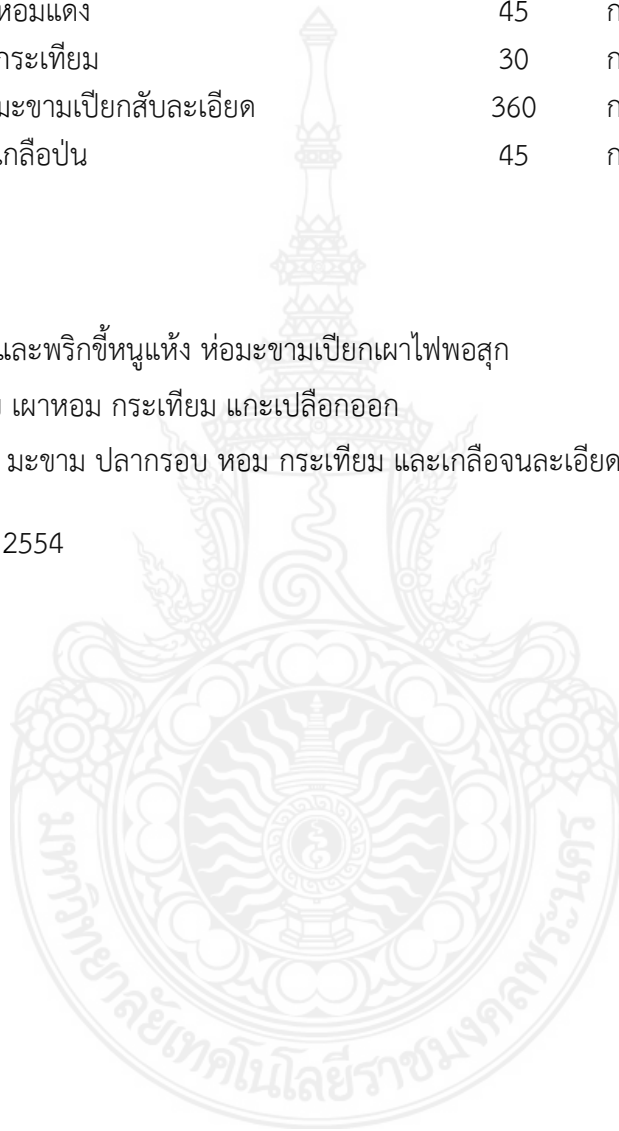 หอมแดง 45 ก
กระเทียม 30 ก
มะขามเปียกสับละเอียด 360 ก
เกลือป่น 45 ก
และพริกขี้หนูแห้ง ห่อมะขามเปียกเผาไฟพอสุก
เผาหอม กระเทียม แกะเปลือกออก
มะขาม ปลากรอบ หอม กระเทียม และเกลือจนละเอียด
2554
มหาวิทยาลัยเทคโนโลยีราชมงคลพระนคร